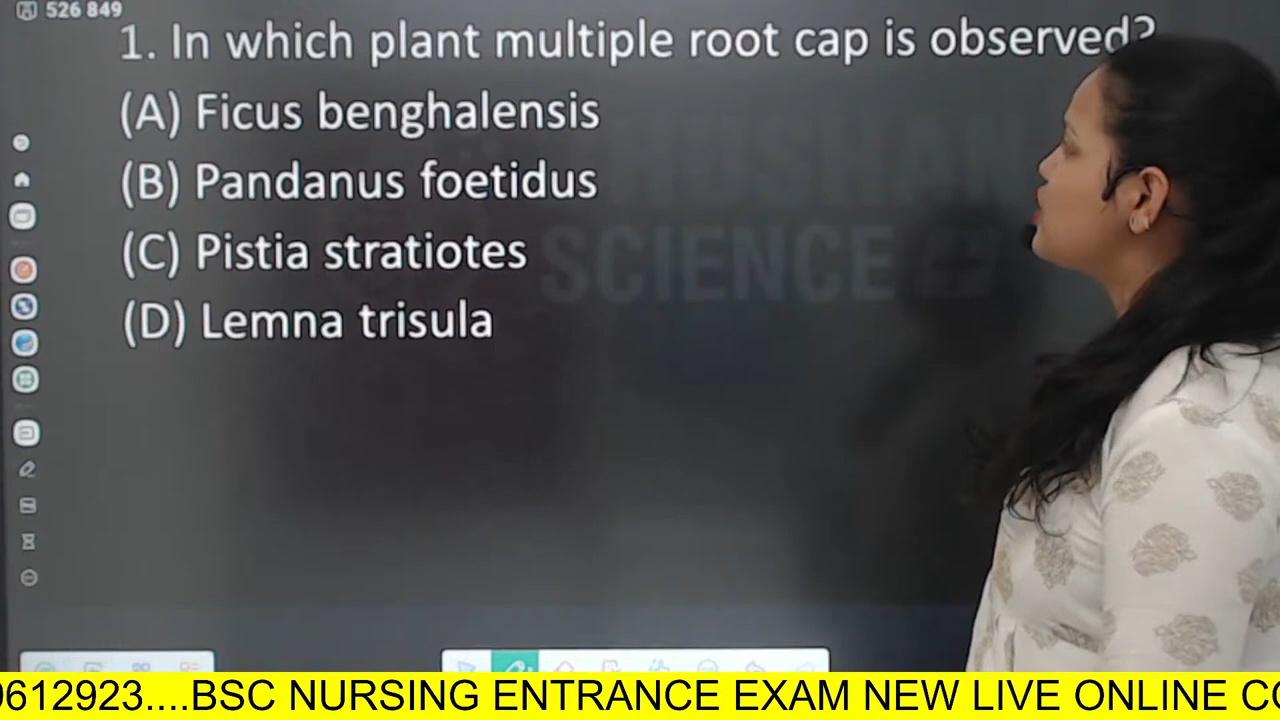 526 849
1. In which plant multiple root cap is observed?
(A) Ficus benghalensis
(B) Pandanus foetidus
(C) Pistia stratiotes
(D) Lemna trisula
SCIENCE
0612923....BSC NURSING ENTRANCE EXAM NEW LIVE ONLINE